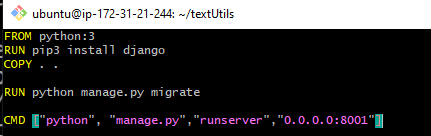 ubuntu@ip-172-31-21-244: ~/textUtils
FROM python:3
RUN pip3 install django
COPY . .
RUN python manage.py migrate
CMD ["python", "manage.py","runserver","0.0.0.0:8001"]